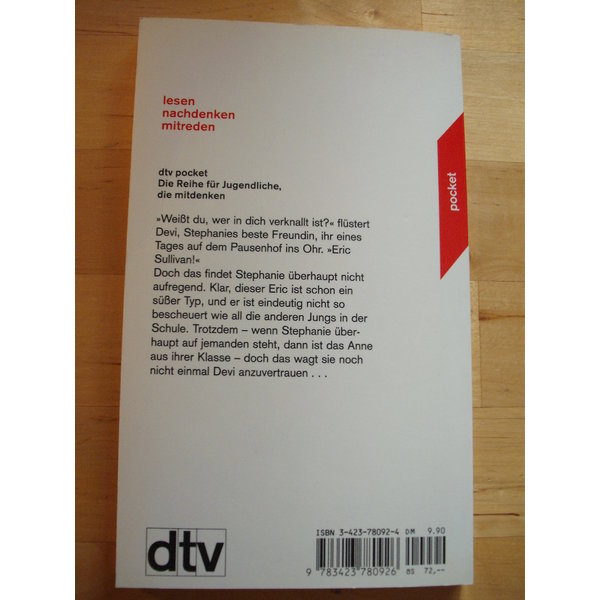 lesen
nachdenken
mitreden
pocket
dtv pocket
Die Reihe für Jugendliche,
die mitdenken
»Weißt du, wer in dich verknallt ist?« flüstert
Devi, Stephanies beste Freundin, ihr eines
Tages auf dem Pausenhof ins Ohr. »Eric
Sullivan!«
Doch das findet Stephanie überhaupt nicht
aufregend. Klar, dieser Eric ist schon ein
süßer Typ, und er ist eindeutig nicht so
bescheuert wie all die anderen Jungs in der
Schule. Trotzdem – wenn Stephanie über-
haupt auf jemanden steht, dann ist das Anne
aus ihrer Klasse – doch das wagt sie noch
nicht einmal Devi anzuvertrauen . . .
dtv
ISBN 3-423-78092-4 DM 9.90
9 783423 780926 öS 72,--